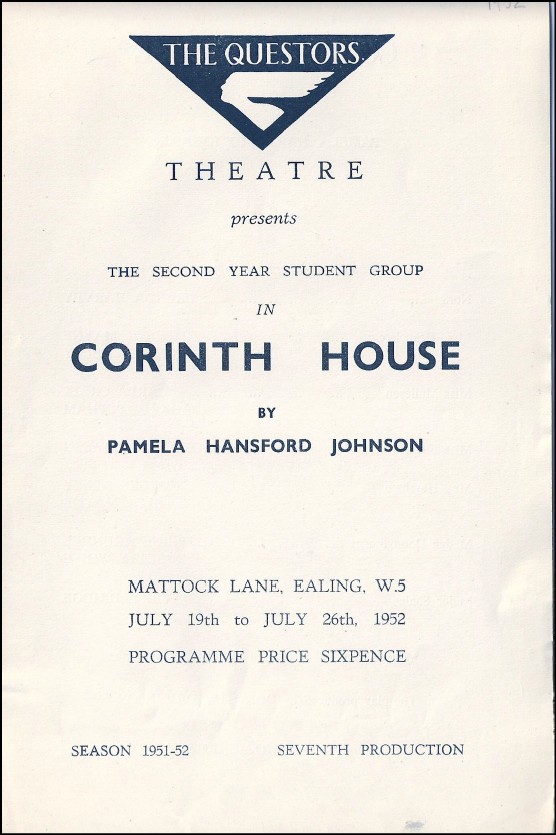 THE QUESTORS
THEATRE
presents
THE SECOND YEAR STUDENT GROUP
IN
CORINTH HOUSE
BY
PAMELA HANSFORD JOHNSON
MATTOCK LANE, EALING, W.5
JULY 19th to JULY 26th, 1952
PROGRAMME PRICE SIXPENCE
SEASON 1951-52 SEVENTH PRODUCTION